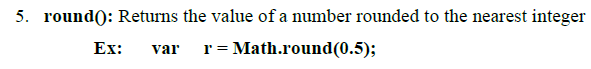 5. round(): Returns the value of a number rounded to the nearest integer
Ex: var r = Math.round(0.5);